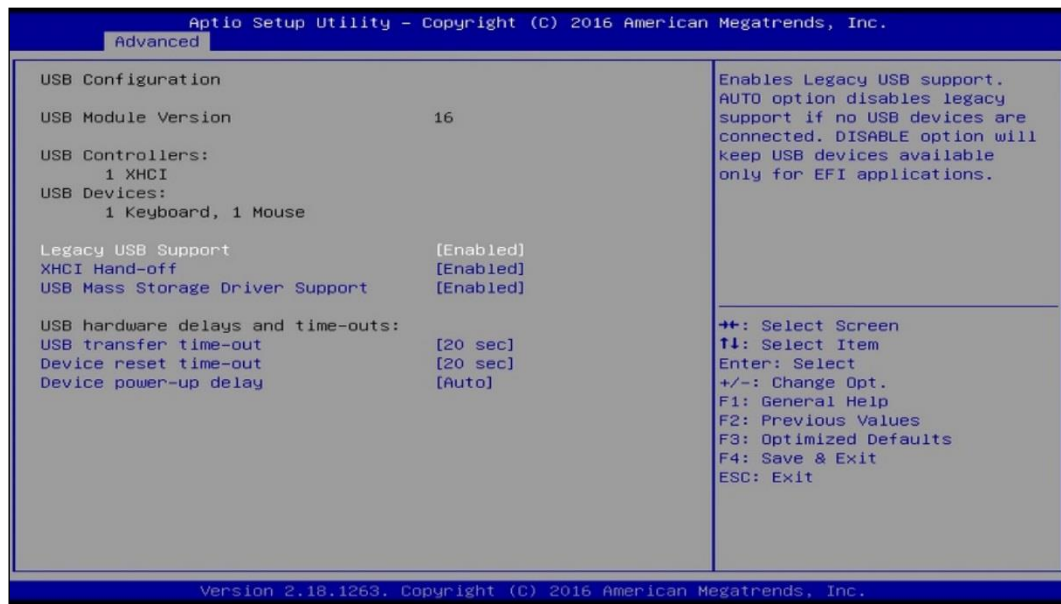 Aptio Setup Utility – Copyright (C) 2016 American Megatrends, Inc.
Advanced
USB Configuration
USB Module Version 16
USB Controllers:
1 XHCI
USB Devices:
1 Keyboard, 1 Mouse
Legacy USB Support [Enabled]
XHCI Hand-off [Enabled]
USB Mass Storage Driver Support [Enabled]
USB hardware delays and time-outs:
USB transfer time-out [20 sec]
Device reset time-out [20 sec]
Device power-up delay [Auto]
Enables Legacy USB support.
AUTO option disables legacy
support if no USB devices are
connected. DISABLE option will
keep USB devices available
only for EFI applications.
→←: Select Screen
↑↓: Select Item
Enter: Select
+/-: Change Opt.
F1: General Help
F2: Previous Values
F3: Optimized Defaults
F4: Save & Exit
ESC: Exit
Version 2.18.1263. Copyright (C) 2016 American Megatrends, Inc.